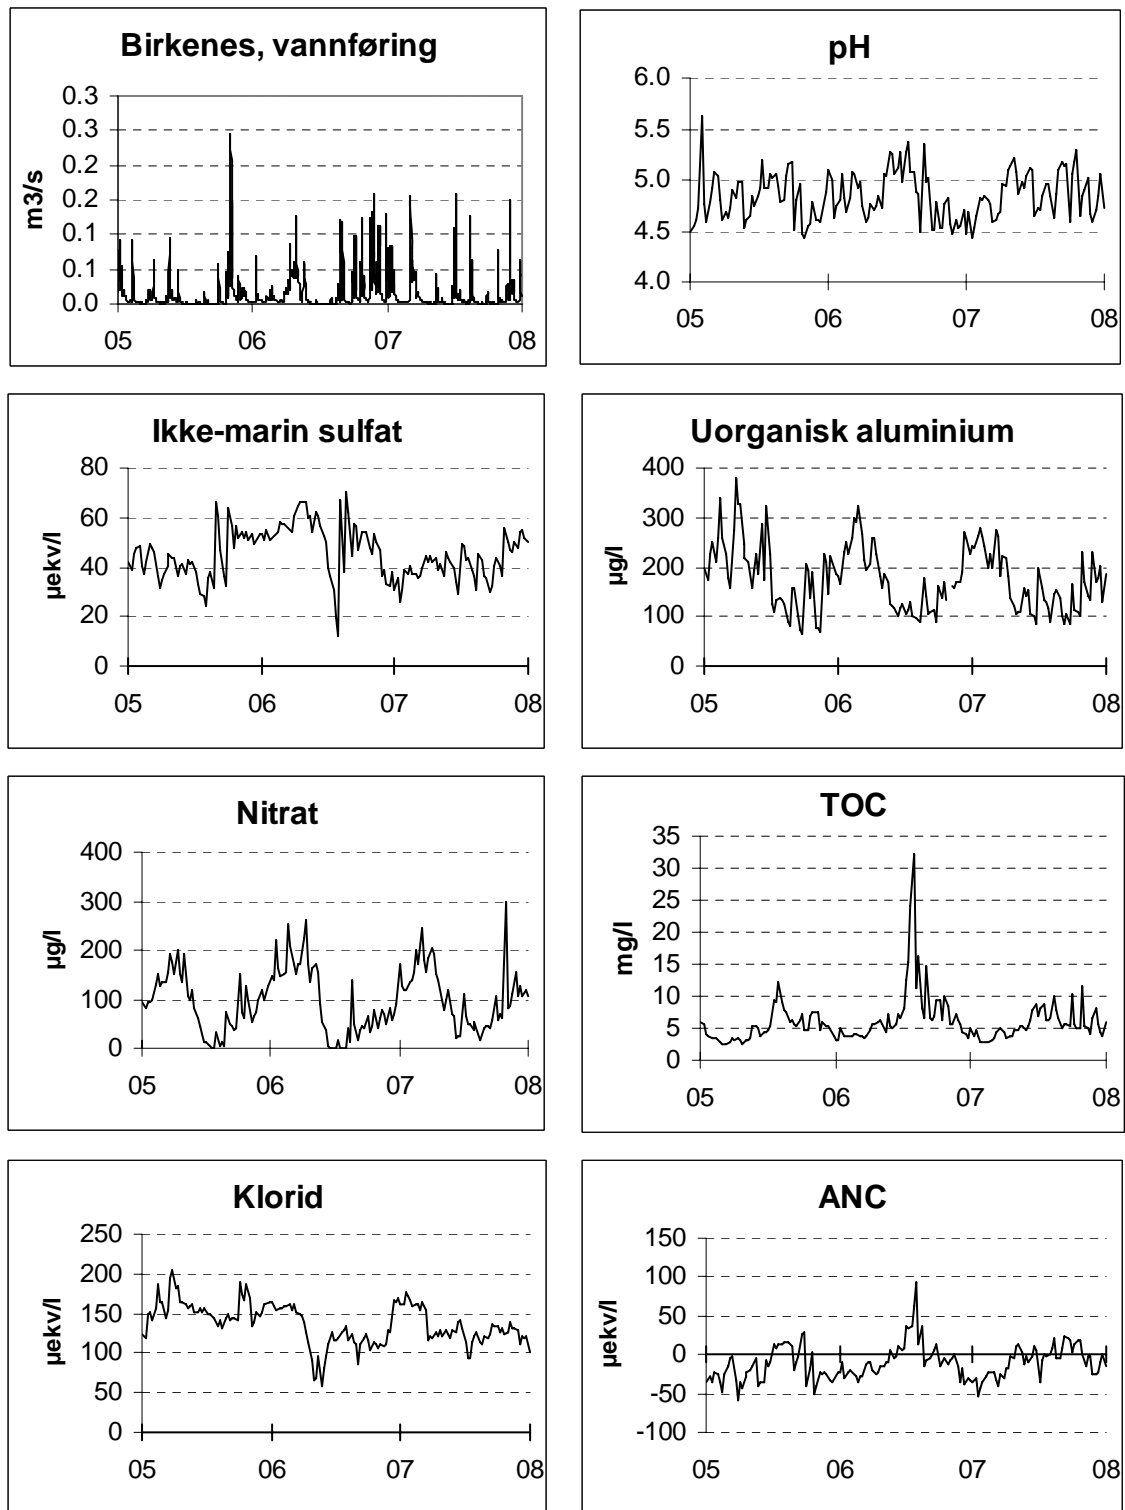 Birkenes, vannføring
m3/s
0.3
0.3
0.2
0.2
0.1
0.1
0.0
05 06 07 08
pH
6.0
5.5
5.0
4.5
4.0
05 06 07 08
Ikke-marin sulfat
µekv/l
80
60
40
20
0
05 06 07 08
Uorganisk aluminium
µg/l
400
300
200
100
0
05 06 07 08
Nitrat
µg/l
400
300
200
100
0
05 06 07 08
TOC
mg/l
35
30
25
20
15
10
5
0
05 06 07 08
Klorid
µekv/l
250
200
150
100
50
0
05 06 07 08
ANC
µekv/l
150
100
50
0
-50
-100
05 06 07 08